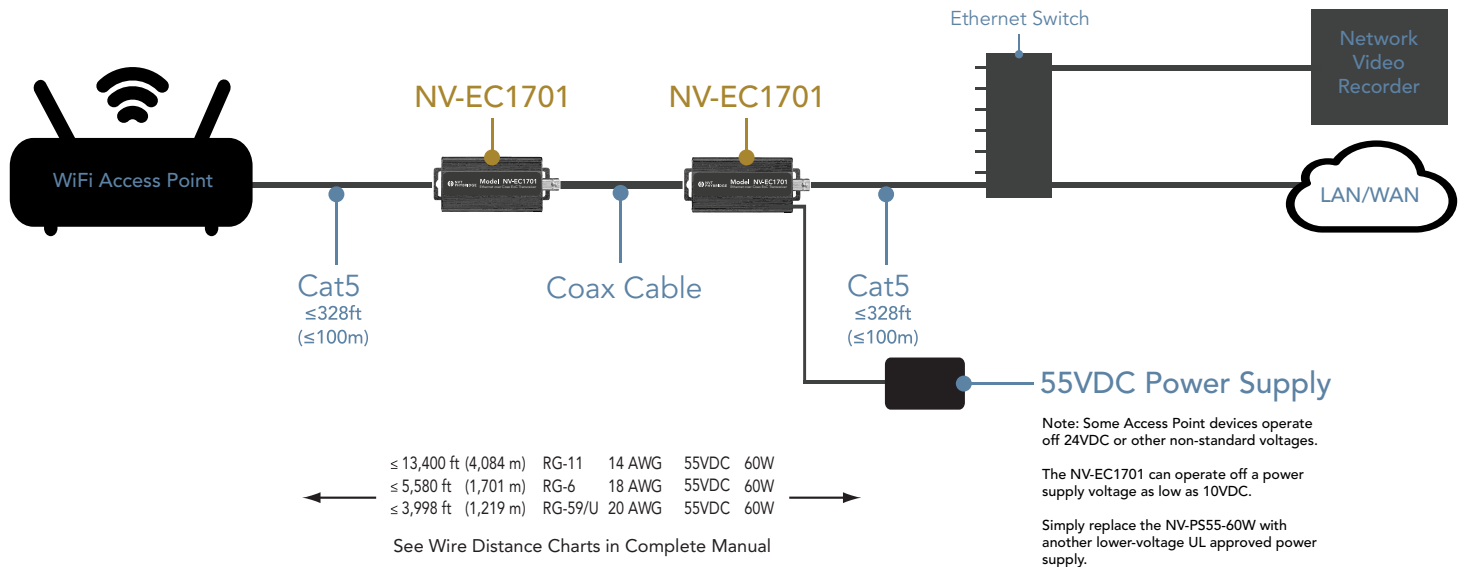 Ethernet Switch
Network
Video
Recorder
NV-EC1701
NV-EC1701
WiFi Access Point
Model NV-EC1701
Model NV-EC1701
LAN/WAN
Cat5
≤328ft
(≤100m)
Coax Cable
Cat5
≤328ft
(≤100m)
55VDC Power Supply
Note: Some Access Point devices operate
off 24VDC or other non-standard voltages.
The NV-EC1701 can operate off a power
supply voltage as low as 10VDC.
Simply replace the NV-PS55-60W with
another lower-voltage UL approved power
supply.
≤ 13,400 ft (4,084 m) RG-11 14 AWG 55VDC 60W
≤ 5,580 ft (1,701 m) RG-6 18 AWG 55VDC 60W
≤ 3,998 ft (1,219 m) RG-59/U 20 AWG 55VDC 60W
See Wire Distance Charts in Complete Manual